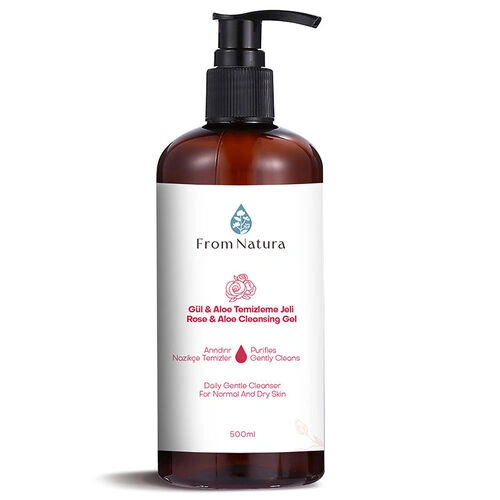 From Natura
Gül & Aloe Temizleme Jeli
Rose & Aloe Cleansing Gel
Arındırır
Nazikçe Temizler
Purifies
Gently Cleans
Daily Gentle Cleanser
For Normal And Dry Skin
500ml